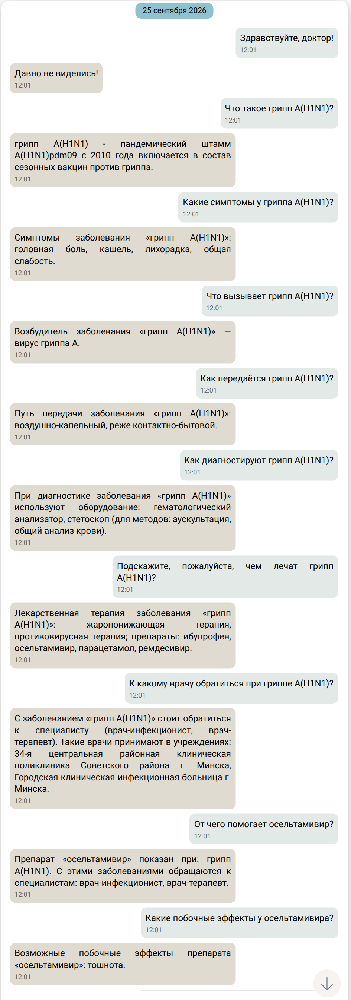 25 сентября 2026
Здравствуйте, доктор!
12:01
Давно не виделись!
12:01
Что такое грипп A(H1N1)?
12:01
грипп A(H1N1) - пандемический штамм
A(H1N1)pdm09 с 2010 года включается в состав
сезонных вакцин против гриппа.
12:01
Какие симптомы у гриппа A(H1N1)?
12:01
Симптомы заболевания «грипп A(H1N1)»:
головная боль, кашель, лихорадка, общая
слабость.
12:01
Что вызывает грипп A(H1N1)?
12:01
Возбудитель заболевания «грипп A(H1N1)» —
вирус гриппа А.
12:01
Как передаётся грипп A(H1N1)?
12:01
Путь передачи заболевания «грипп A(H1N1)»:
воздушно-капельный, реже контактно-бытовой.
12:01
Как диагностируют грипп A(H1N1)?
12:01
При диагностике заболевания «грипп A(H1N1)»
используют оборудование: гематологический
анализатор, стетоскоп (для методов: аускультация,
общий анализ крови).
12:01
Подскажите, пожалуйста, чем лечат грипп
A(H1N1)?
12:01
Лекарственная терапия заболевания «грипп
A(H1N1)»: жаропонижающая терапия,
противовирусная терапия; препараты: ибупрофен,
осельтамивир, парацетамол, ремдесивир.
12:01
К какому врачу обратиться при гриппе A(H1N1)?
12:01
С заболеванием «грипп A(H1N1)» стоит обратиться
к специалисту (врач-инфекционист, врач-
терапевт). Такие врачи принимают в учреждениях:
34-я центральная районная клиническая
поликлиника Советского района г. Минска,
Городская клиническая инфекционная больница г.
Минска.
12:01
От чего помогает осельтамивир?
12:01
Препарат «осельтамивир» показан при: грипп
A(H1N1). С этими заболеваниями обращаются к
специалистам: врач-инфекционист, врач-терапевт.
12:01
Какие побочные эффекты у осельтамивира?
12:01
Возможные побочные эффекты препарата
«осельтамивир»: тошнота.
12:01